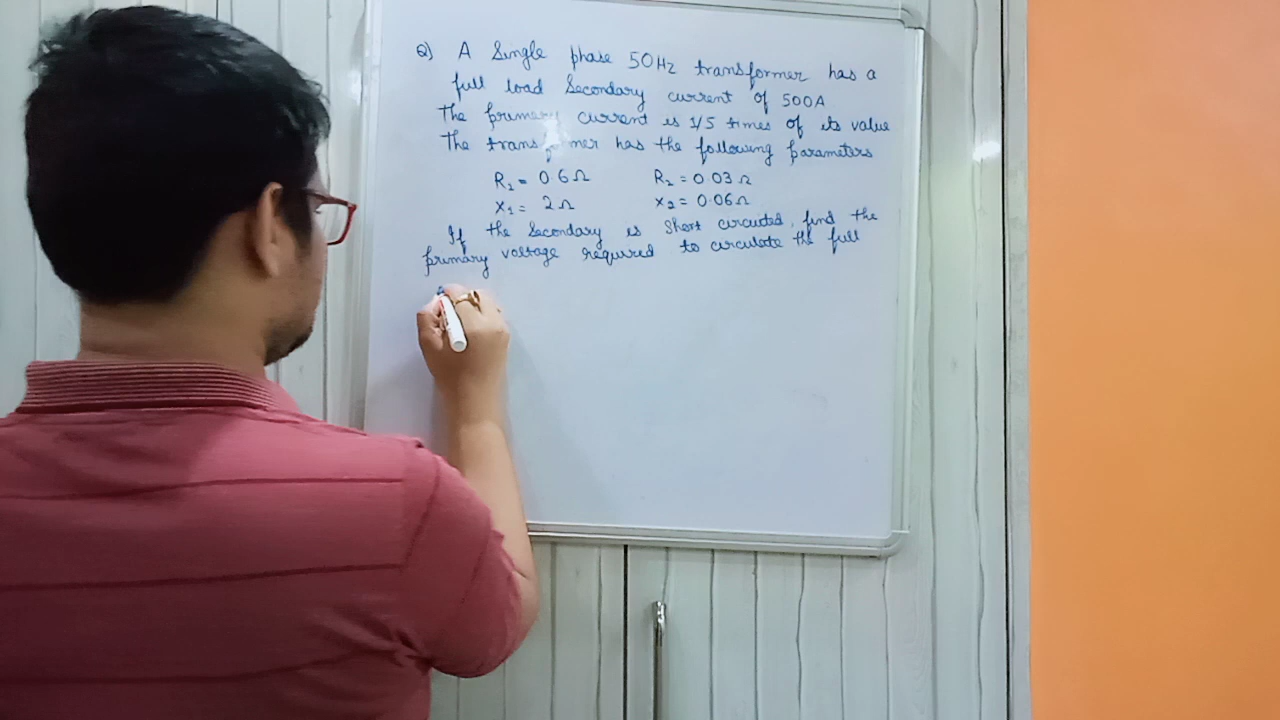 Q) A Single phase 50Hz transformer has a
full load Secondary current of 500A
The primary current is 1/5 times of its value
The transformer has the following parameters
R₁ = 0.6Ω R₂ = 0.03Ω
X₁ = 2Ω X₂ = 0.06Ω
If the Secondary is Short circuited, find the
primary voltage required to circulate the full